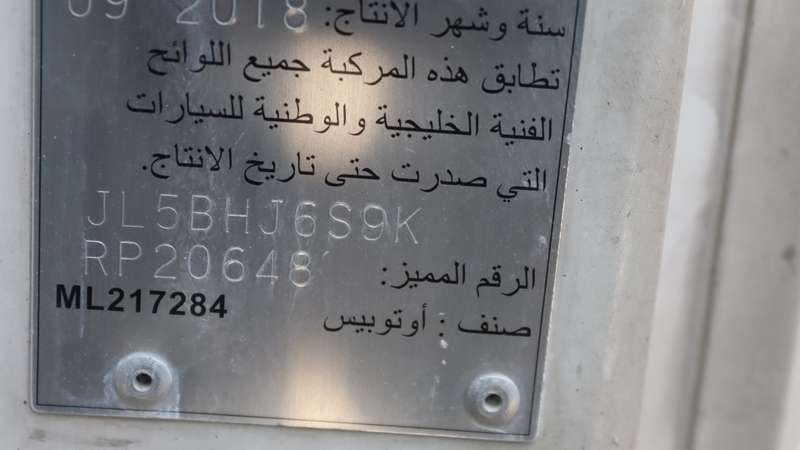 سنة وشهر الانتاج: 09 2018
تطابق هذه المركبة جميع اللوائح
الفنية الخليجية والوطنية للسيارات
التي صدرت حتى تاريخ الانتاج.
JL5BHJ6S9K
RP20648
الرقم المميز:
ML217284
صنف : أوتوبيس